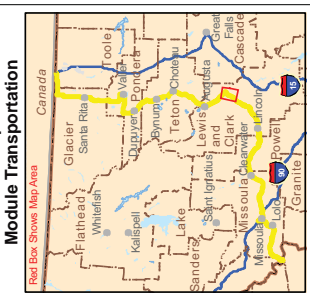 Module Transportation
Red Box Shows Map Area
Canada
Glacier
Toole
Santa Rita
Valier
Flathead
Whitefish
Pondera
Dupuyer
Kalispell
Bynum
Choteau
Great
Falls
Teton
Cascade
Lake
Augusta
Lewis
and
Clark
Sanders
Saint Ignatius
Lincoln
15
Missoula
Clearwater
Powell
90
Missoula
Lolo
Granite